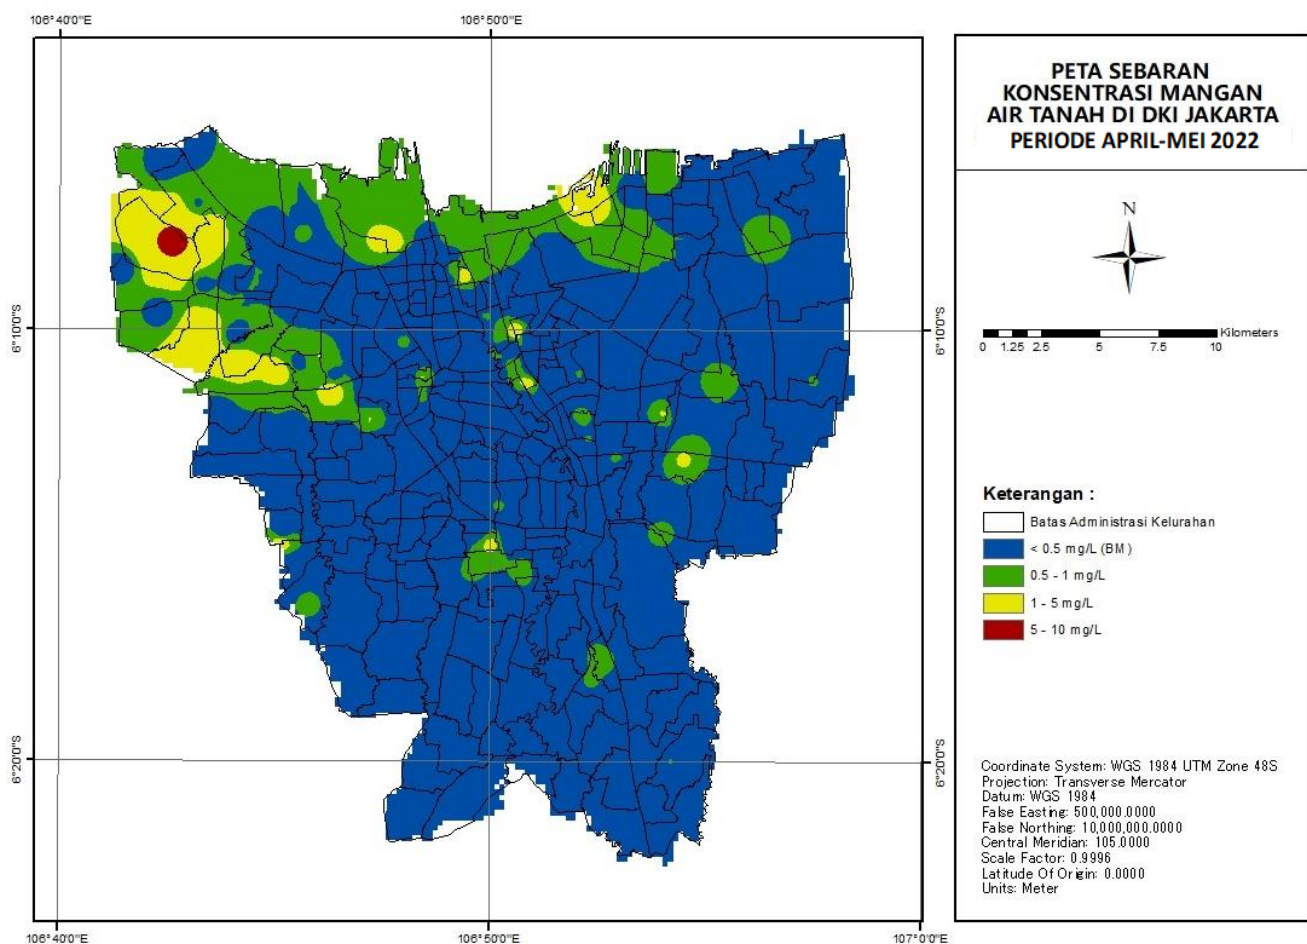 106°40'0"E
106°50'0"E
6°10'0"S
6°10'0"S
6°20'0"S
6°20'0"S
106°40'0"E
106°50'0"E
107°0'0"E
PETA SEBARAN
KONSENTRASI MANGAN
AIR TANAH DI DKI JAKARTA
PERIODE APRIL-MEI 2022
N
Kilometers
0 1.25 2.5 5 7.5 10
Keterangan :
Batas Administrasi Kelurahan
< 0.5 mg/L (BM)
0.5 - 1 mg/L
1 - 5 mg/L
5 - 10 mg/L
Coordinate System: WGS 1984 UTM Zone 48S
Projection: Transverse Mercator
Datum: WGS 1984
False Easting: 500,000.0000
False Northing: 10,000,000.0000
Central Meridian: 105.0000
Scale Factor: 0.9996
Latitude Of Origin: 0.0000
Units: Meter